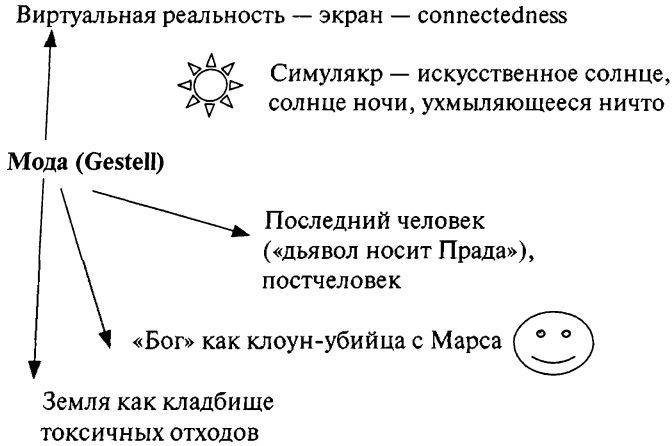 Виртуальная реальность — экран — connectedness
Симулякр — искусственное солнце,
солнце ночи, ухмыляющееся ничто
Мода (Gestell)
Последний человек
(«дьявол носит Прада»),
постчеловек
«Бог» как клоун-убийца с Марса
Земля как кладбище
токсичных отходов